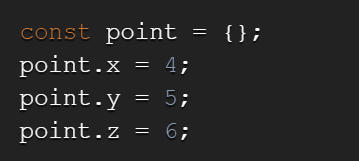 const point = {};
point.x = 4;
point.y = 5;
point.z = 6;